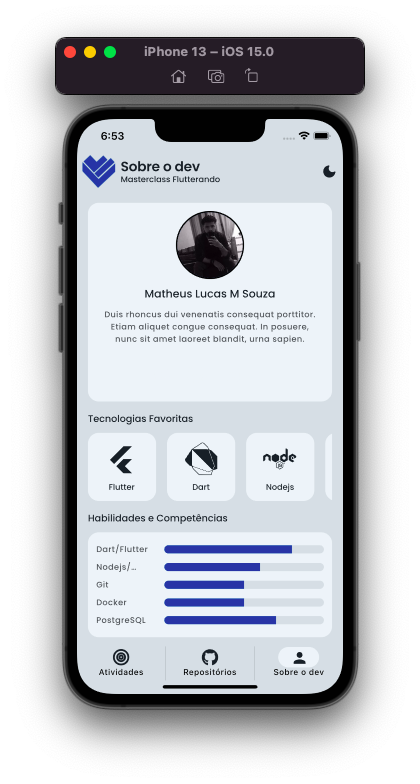 iPhone 13 – iOS 15.0
6:53
Sobre o dev
Masterclass Flutterando
Matheus Lucas M Souza
Duis rhoncus dui venenatis consequat porttitor.
Etiam aliquet congue consequat. In posuere,
nunc sit amet laoreet blandit, urna sapien.
Tecnologias Favoritas
Flutter
Dart
node
JS
Nodejs
Habilidades e Competências
Dart/Flutter
Nodejs/...
Git
Docker
PostgreSQL
Atividades
Repositórios
Sobre o dev